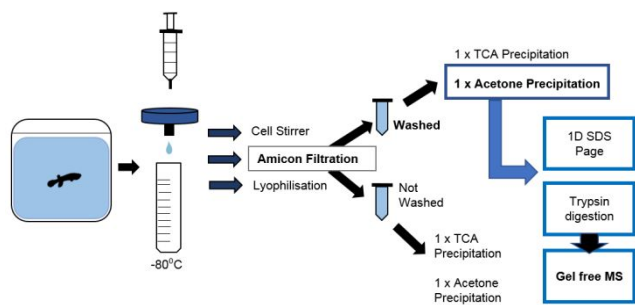 1 x TCA Precipitation
1 x Acetone Precipitation
Cell Stirrer
Washed
Amicon Filtration
Lyophilisation
Not
Washed
-80°C
1 x TCA
Precipitation
1 x Acetone
Precipitation
1D SDS
Page
Trypsin
digestion
Gel free MS